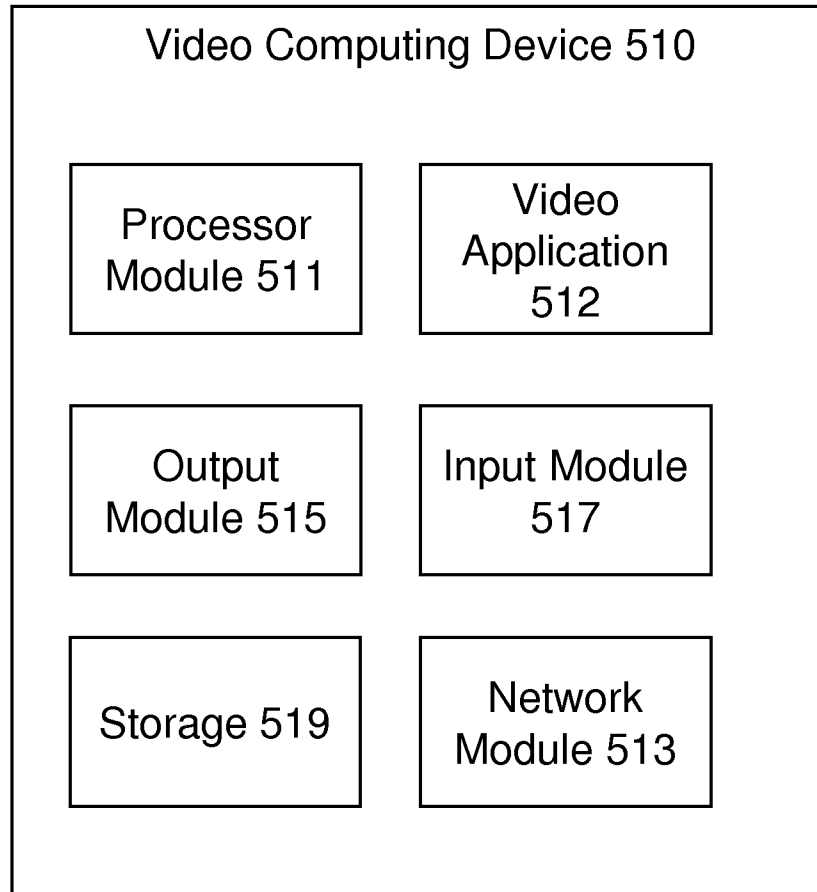 Video Computing Device 510
Processor
Module 511
Video
Application
512
Output
Module 515
Input Module
517
Storage 519
Network
Module 513